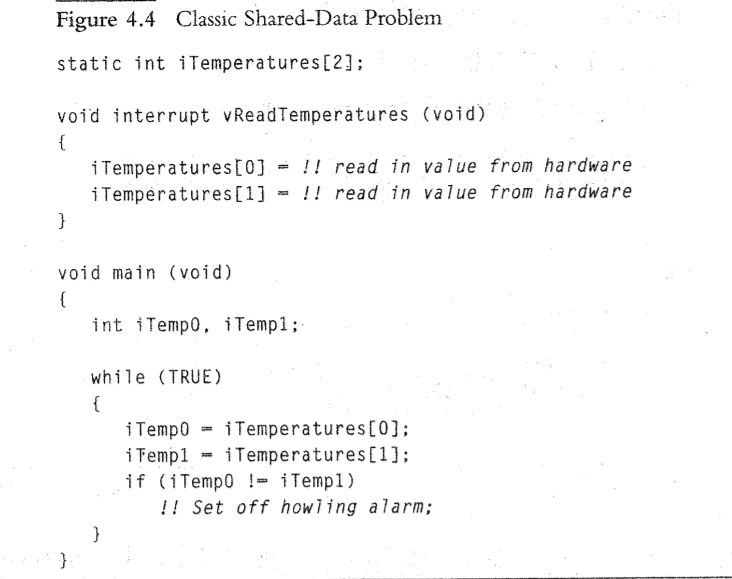 Figure 4.4 Classic Shared-Data Problem
static int iTemperatures[2];
void interrupt vReadTemperatures (void)
{
iTemperatures[0] = !! read in value from hardware
iTemperatures[1] = !! read in value from hardware
}
void main (void)
{
int iTemp0, iTemp1;
while (TRUE)
{
iTemp0 = iTemperatures[0];
iTemp1 = iTemperatures[1];
if (iTemp0 != iTemp1)
!! Set off howling alarm;
}
}